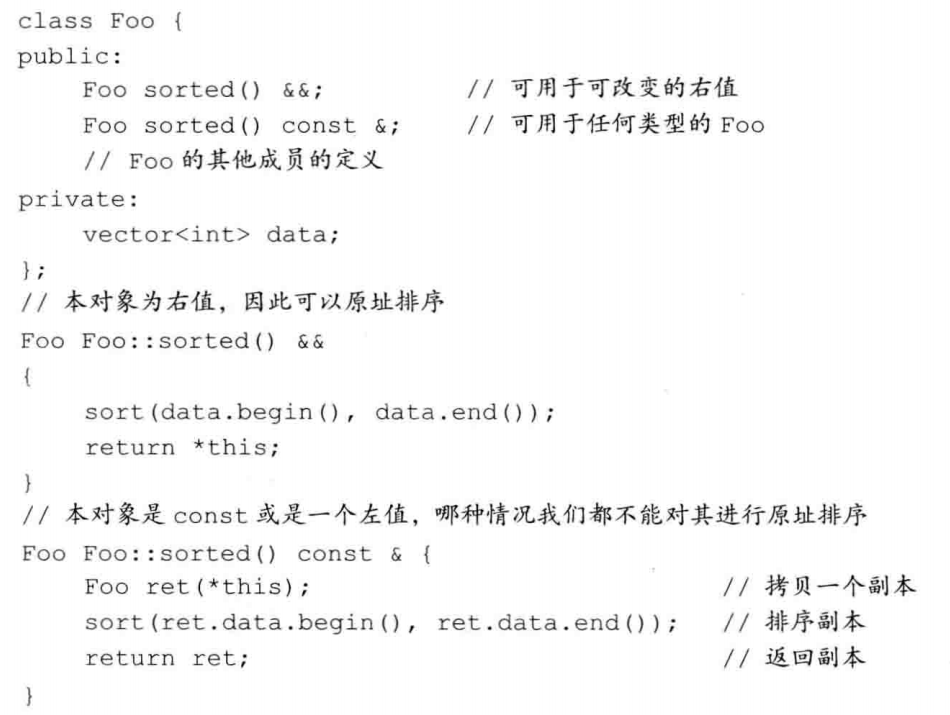 class Foo {
public:
    Foo sorted() &&;          // 可用于可改变的右值
    Foo sorted() const &;     // 可用于任何类型的 Foo
    // Foo 的其他成员的定义
private:
    vector<int> data;
};
// 本对象为右值，因此可以原址排序
Foo Foo::sorted() &&
{
    sort(data.begin(), data.end());
    return *this;
}
// 本对象是 const 或是一个左值，哪种情况我们都不能对其进行原址排序
Foo Foo::sorted() const & {
    Foo ret(*this);                        // 拷贝一个副本
    sort(ret.data.begin(), ret.data.end());   // 排序副本
    return ret;                            // 返回副本
}